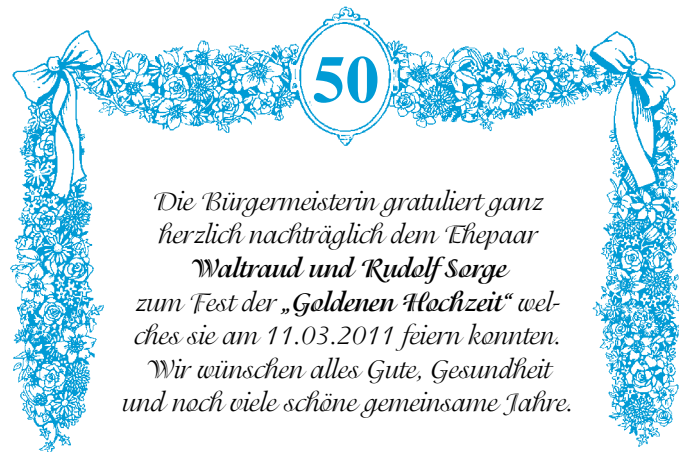 50
Die Bürgermeisterin gratuliert ganz
herzlich nachträglich dem Ehepaar
Waltraud und Rudolf Sorge
zum Fest der „Goldenen Hochzeit“ wel-
ches sie am 11.03.2011 feiern konnten.
Wir wünschen alles Gute, Gesundheit
und noch viele schöne gemeinsame Jahre.